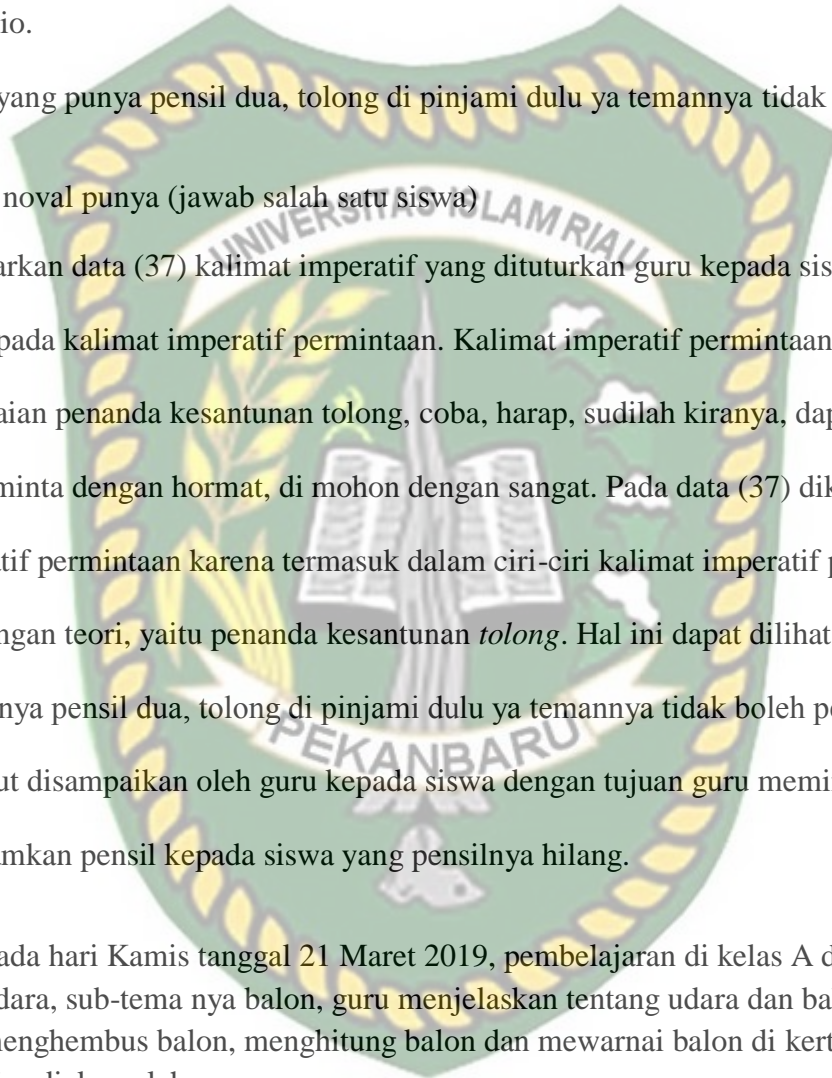 io.
yang punya pensil dua, tolong di pinjami dulu ya temannya tidak
noval punya (jawab salah satu siswa)
UNIVERSITAS ISLAM RIAU
arkan data (37) kalimat imperatif yang dituturkan guru kepada sis
pada kalimat imperatif permintaan. Kalimat imperatif permintaan
aian penanda kesantunan tolong, coba, harap, sudilah kiranya, dap
minta dengan hormat, di mohon dengan sangat. Pada data (37) dik
tif permintaan karena termasuk dalam ciri-ciri kalimat imperatif p
ngan teori, yaitu penanda kesantunan tolong. Hal ini dapat dilihat
nya pensil dua, tolong di pinjami dulu ya temannya tidak boleh pe
PEKANBARU
ut disampaikan oleh guru kepada siswa dengan tujuan guru memi
amkan pensil kepada siswa yang pensilnya hilang.
ada hari Kamis tanggal 21 Maret 2019, pembelajaran di kelas A d
dara, sub-tema nya balon, guru menjelaskan tentang udara dan ba
menghembus balon, menghitung balon dan mewarnai balon di kert